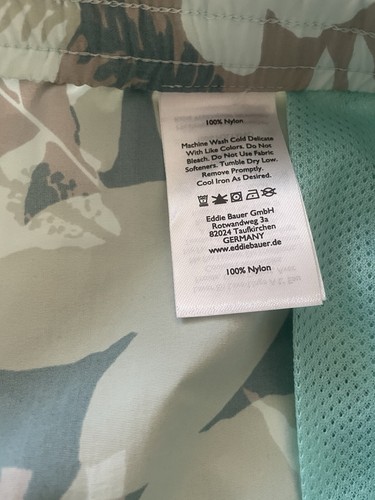 100% Nylon
Machine Wash Cold Delicate
With Like Colors. Do Not
Bleach. Do Not Use Fabric
Softeners. Tumble Dry Low.
Remove Promptly.
Cool Iron As Desired.
Eddie Bauer GmbH
Rotwandweg 3a
82024 Taufkirchen
GERMANY
www.eddiebauer.de
100% Nylon